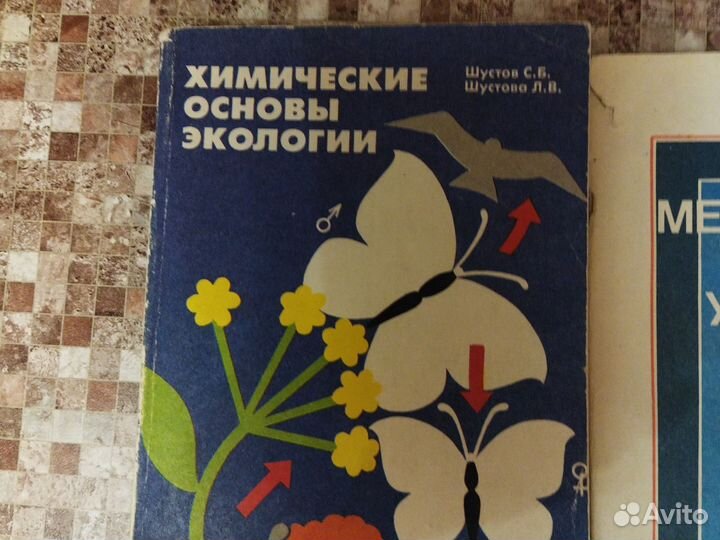 ХИМИЧЕСКИЕ
ОСНОВЫ
ЭКОЛОГИИ
Шустов С.Б.
Шустова Л.В.
МЕ
Х
Avito